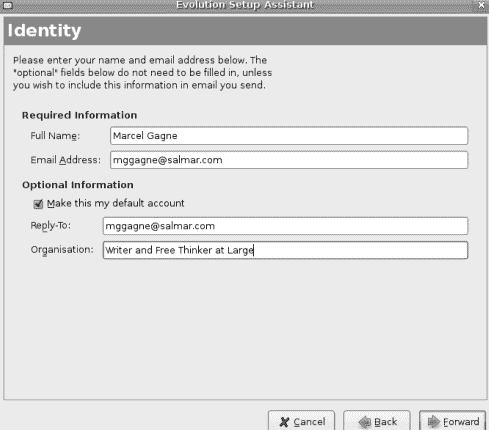 Evolution Setup Assistant
Identity
Please enter your name and email address below. The
"optional" fields below do not need to be filled in, unless
you wish to include this information in email you send.
Required Information
Full Name: Marcel Gagne
Email Address: mggagne@salmar.com
Optional Information
Make this my default account
Reply-To: mggagne@salmar.com
Organisation: Writer and Free Thinker at Large
Cancel Back Forward